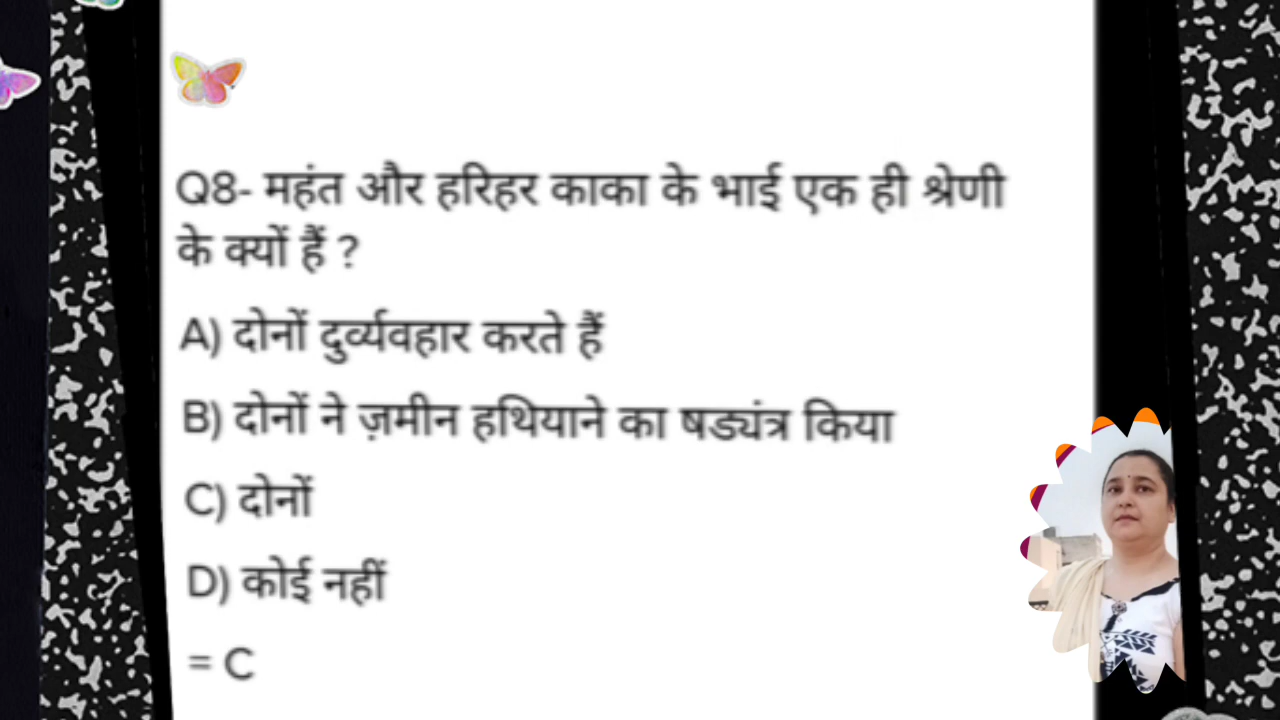 Q8- महंत और हरिहर काका के भाई एक ही श्रेणी
के क्यों हैं ?
A) दोनों दुर्व्यवहार करते हैं
B) दोनों ने ज़मीन हथियाने का षड्यंत्र किया
C) दोनों
D) कोई नहीं
= C